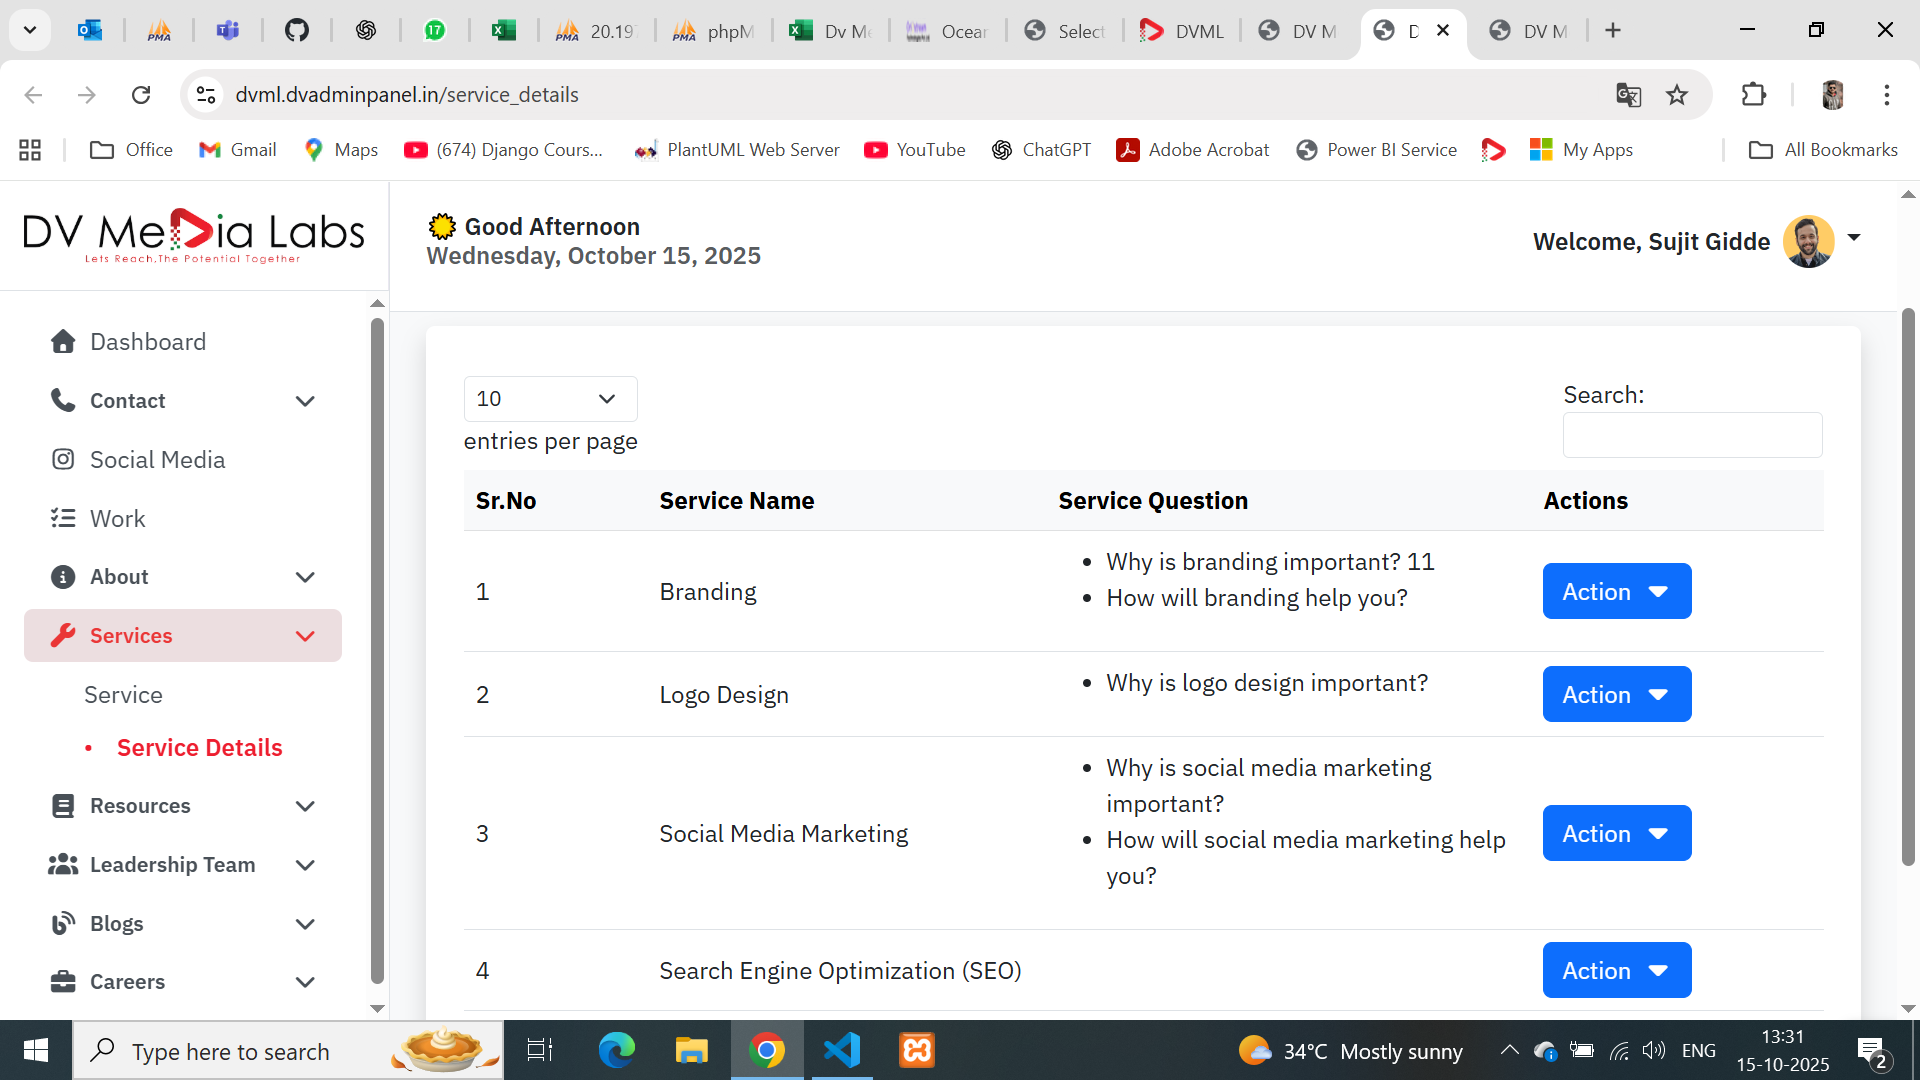 17
20.197
phpM
Dv Me
Ocean
Select
DVML
DV M
D
DV M
dvml.dvadminpanel.in/service_details
Office
Gmail
Maps
(674) Django Cours...
PlantUML Web Server
YouTube
ChatGPT
Adobe Acrobat
Power BI Service
My Apps
All Bookmarks
DV Media Labs
Lets Reach,The Potential Together
Good Afternoon
Wednesday, October 15, 2025
Welcome, Sujit Gidde
Dashboard
Contact
Social Media
Work
About
Services
Service
Service Details
Resources
Leadership Team
Blogs
Careers
10
entries per page
Search:
Sr.No Service Name Service Question Actions
1 Branding
Why is branding important? 11
How will branding help you?
Action
2 Logo Design
Why is logo design important?
Action
3 Social Media Marketing
Why is social media marketing
important?
How will social media marketing help
you?
Action
4 Search Engine Optimization (SEO)
Action
Type here to search
34°C Mostly sunny
ENG
13:31
15-10-2025
2